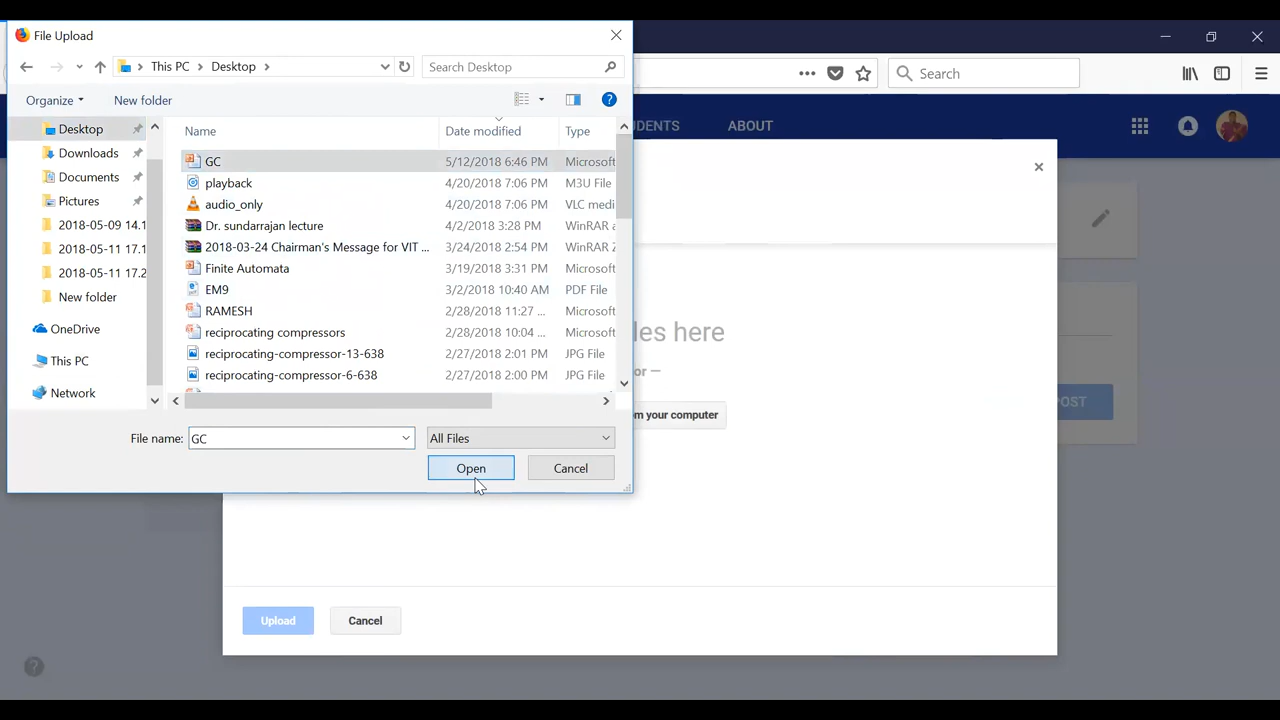 File Upload
This PC
Desktop
Search Desktop
Organize
New folder
Desktop
Downloads
Documents
Pictures
2018-05-09 14.1
2018-05-11 17.1
2018-05-11 17.2
New folder
OneDrive
This PC
Network
Name Date modified Type
GC 5/12/2018 6:46 PM Microsoft
playback 4/20/2018 7:06 PM M3U File
audio_only 4/20/2018 7:06 PM VLC medi
Dr. sundarrajan lecture 4/2/2018 3:28 PM WinRAR a
2018-03-24 Chairman's Message for VIT ... 3/24/2018 2:54 PM WinRAR Z
Finite Automata 3/19/2018 3:31 PM Microsoft
EM9 3/2/2018 10:40 AM PDF File
RAMESH 2/28/2018 11:27 ... Microsoft
reciprocating compressors 2/28/2018 10:04 ... Microsoft
reciprocating-compressor-13-638 2/27/2018 2:01 PM JPG File
reciprocating-compressor-6-638 2/27/2018 2:00 PM JPG File
File name: GC
All Files
Open
Cancel
Search
UDENTS
ABOUT
les here
or —
m your computer
POST
Upload
Cancel